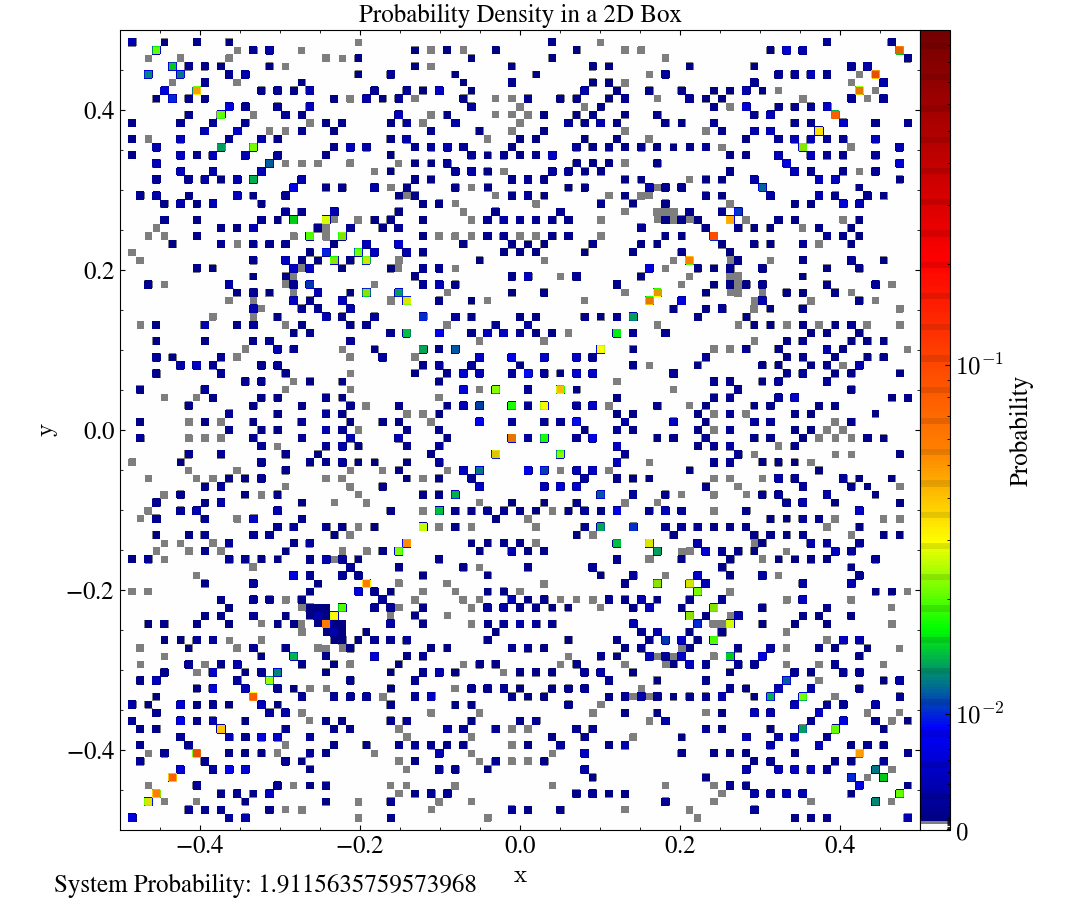 Probability Density in a 2D Box
0.4
0.2
0.0
−0.2
−0.4
y
−0.4 −0.2 0.0 0.2 0.4
x
10⁻¹
10⁻²
0
Probability
System Probability: 1.9115635759573968